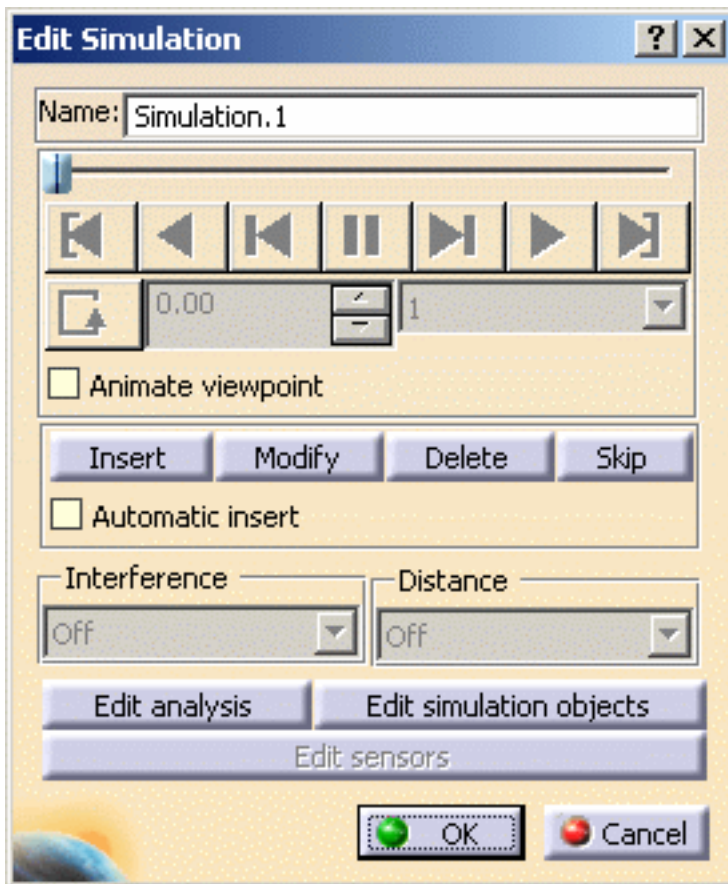 Edit Simulation ? X
Name: Simulation.1
0.00 1
Animate viewpoint
Insert Modify Delete Skip
Automatic insert
Interference Distance
Off Off
Edit analysis Edit simulation objects
Edit sensors
OK Cancel